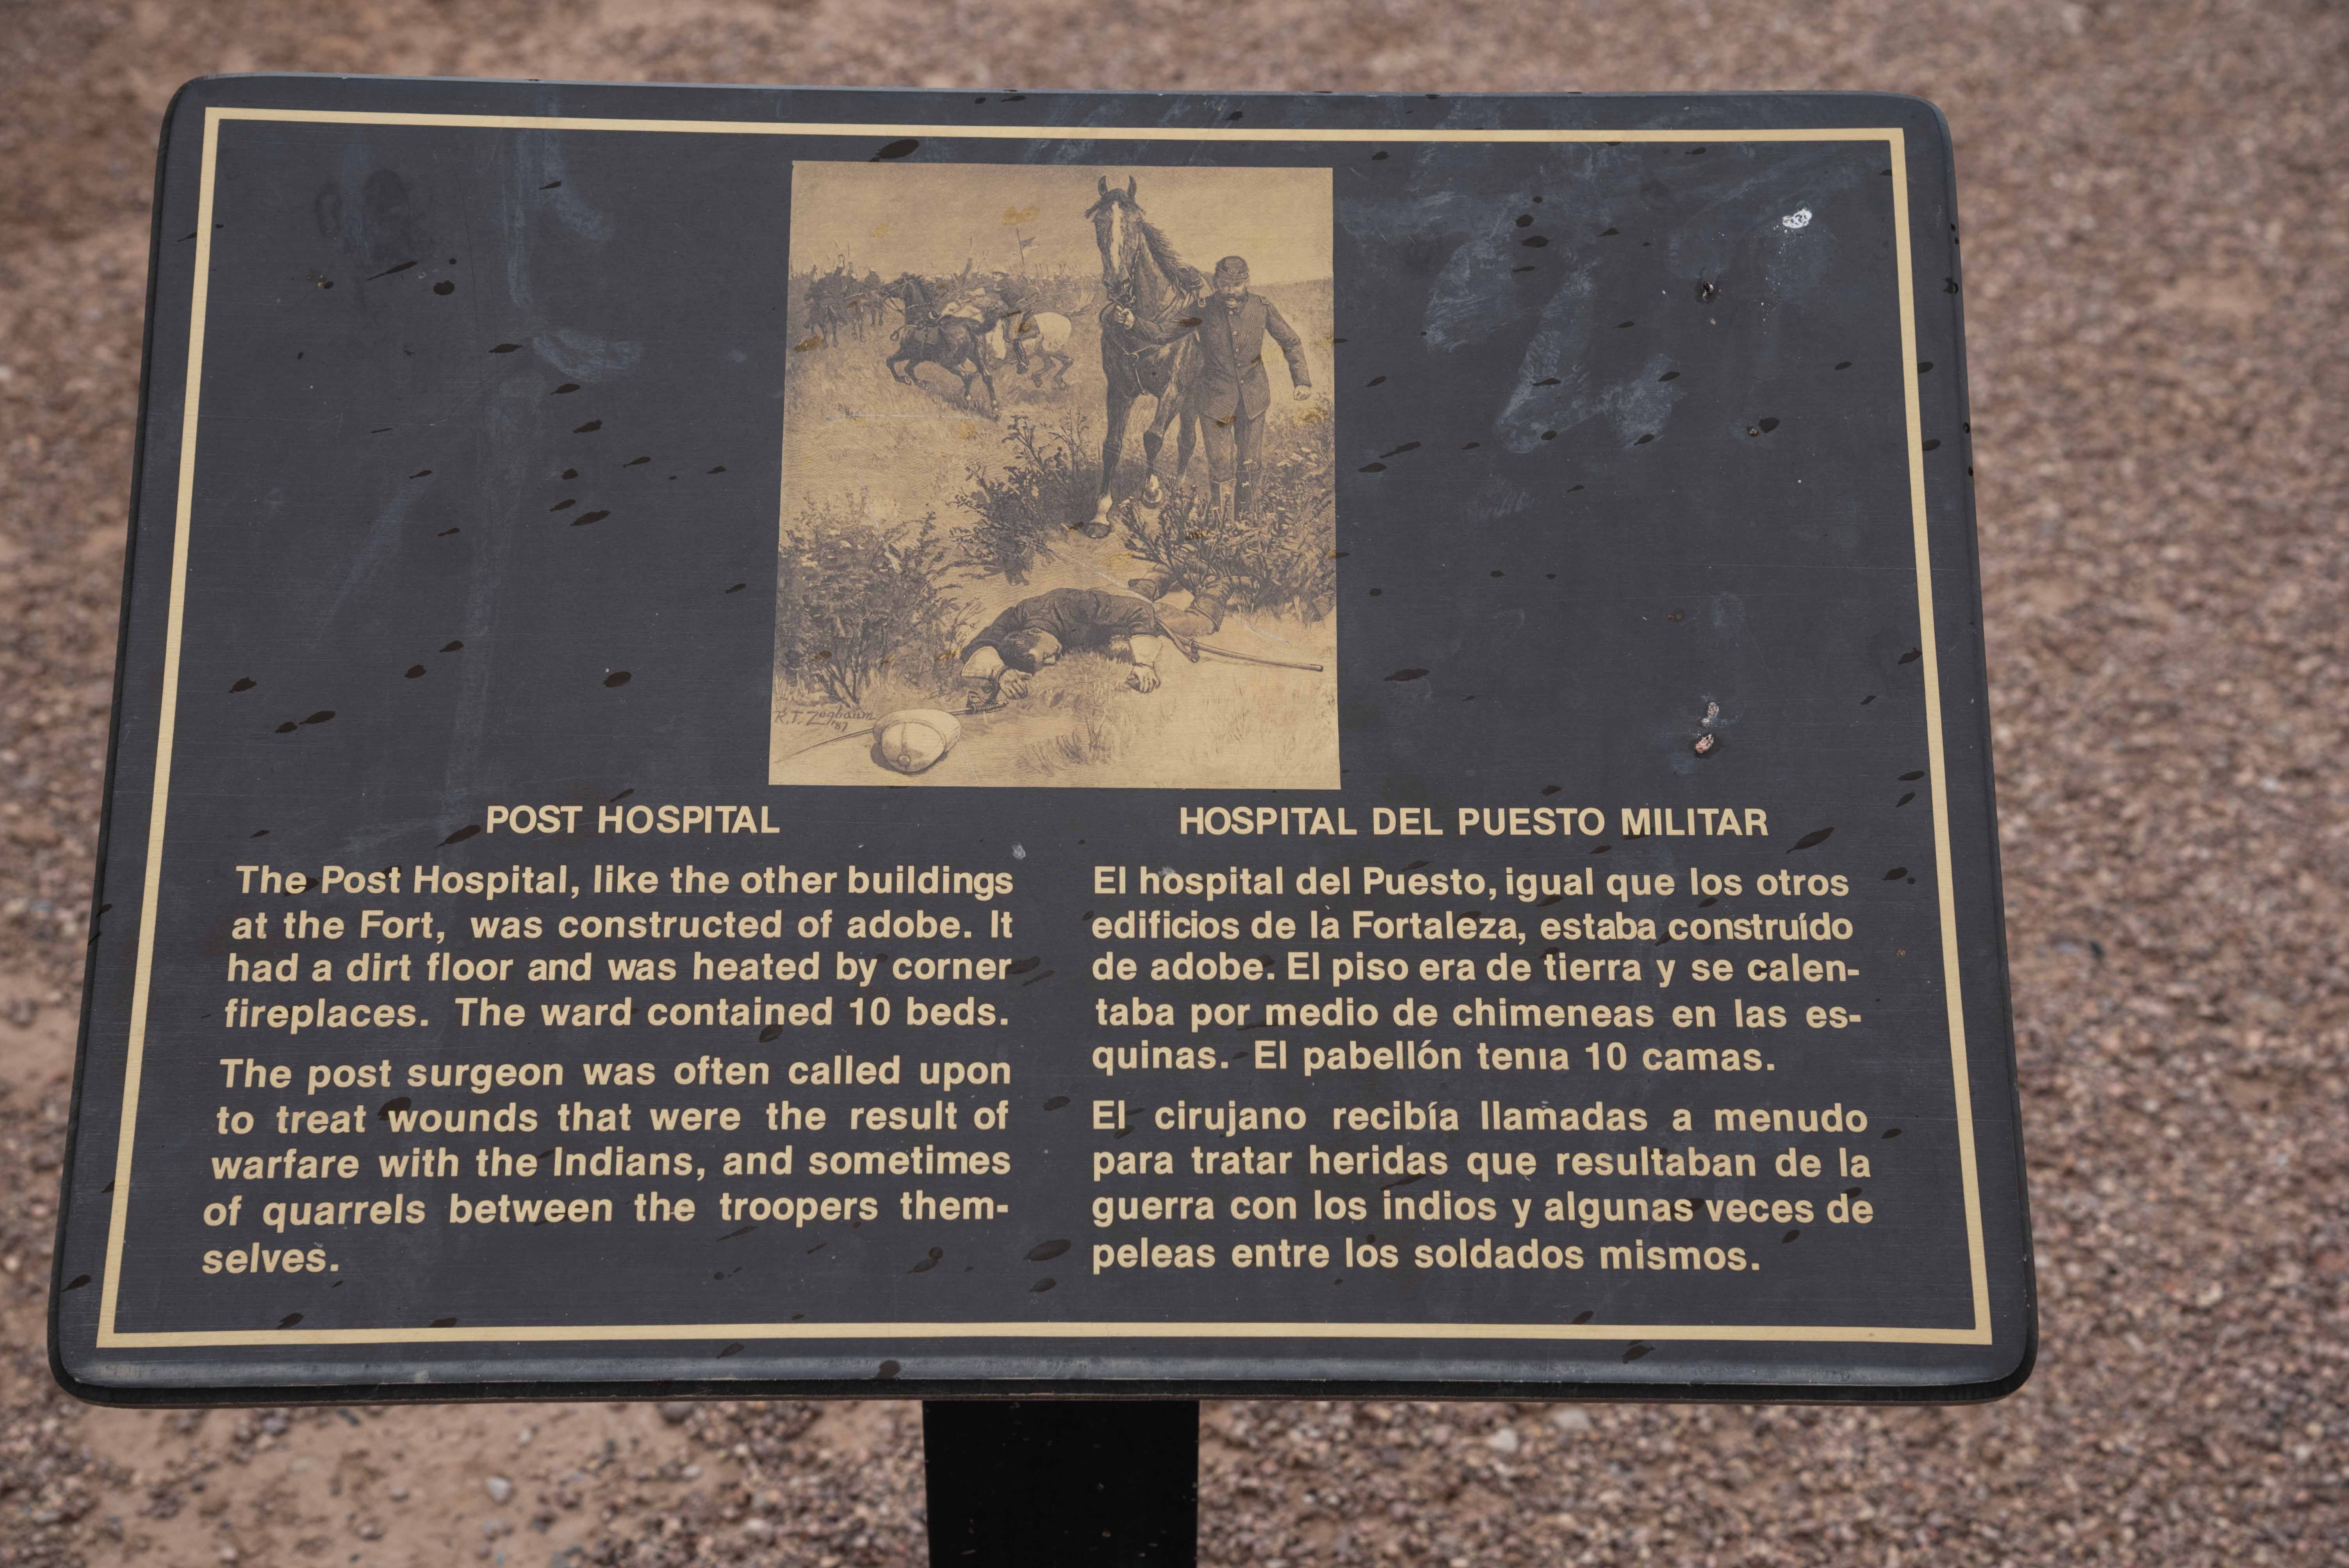 R.T. Zogbaum
POST HOSPITAL
The Post Hospital, like the other buildings
at the Fort, was constructed of adobe. It
had a dirt floor and was heated by corner
fireplaces. The ward contained 10 beds.
The post surgeon was often called upon
to treat wounds that were the result of
warfare with the Indians, and sometimes
of quarrels between the troopers them-
selves.
HOSPITAL DEL PUESTO MILITAR
El hospital del Puesto, igual que los otros
edificios de la Fortaleza, estaba construído
de adobe. El piso era de tierra y se calen-
taba por medio de chimeneas en las es-
quinas. El pabellón tenıa 10 camas.
El cirujano recibía llamadas a menudo
para tratar heridas que resultaban de la
guerra con los indios y algunas veces de
peleas entre los soldados mismos.